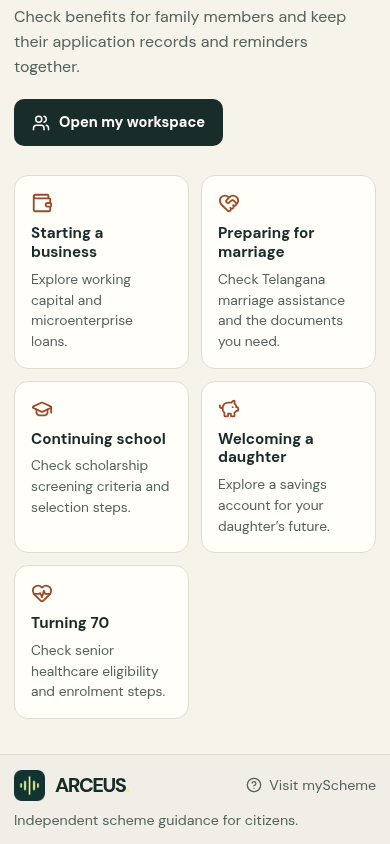 Check benefits for family members and keep
their application records and reminders
together.
Open my workspace
Starting a
business
Explore working
capital and
microenterprise
loans.
Preparing for
marriage
Check Telangana
marriage assistance
and the documents
you need.
Continuing school
Check scholarship
screening criteria and
selection steps.
Welcoming a
daughter
Explore a savings
account for your
daughter’s future.
Turning 70
Check senior
healthcare eligibility
and enrolment steps.
ARCEUS
Visit myScheme
Independent scheme guidance for citizens.